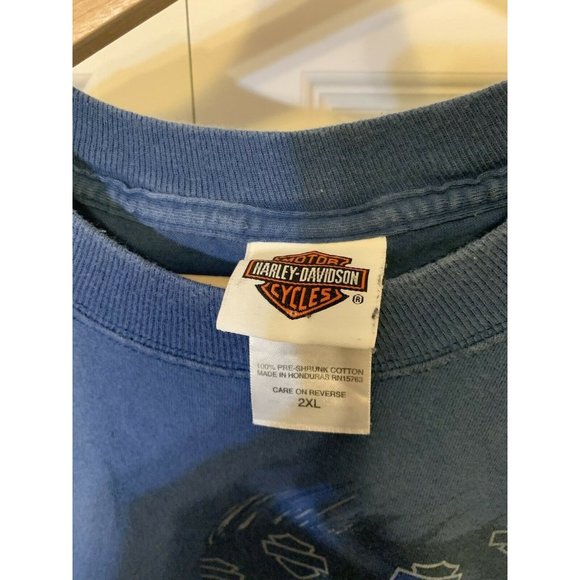 MOTOR
HARLEY-DAVIDSON
CYCLES
®
100% PRE-SHRUNK COTTON
MADE IN HONDURAS RN15763
CARE ON REVERSE
2XL